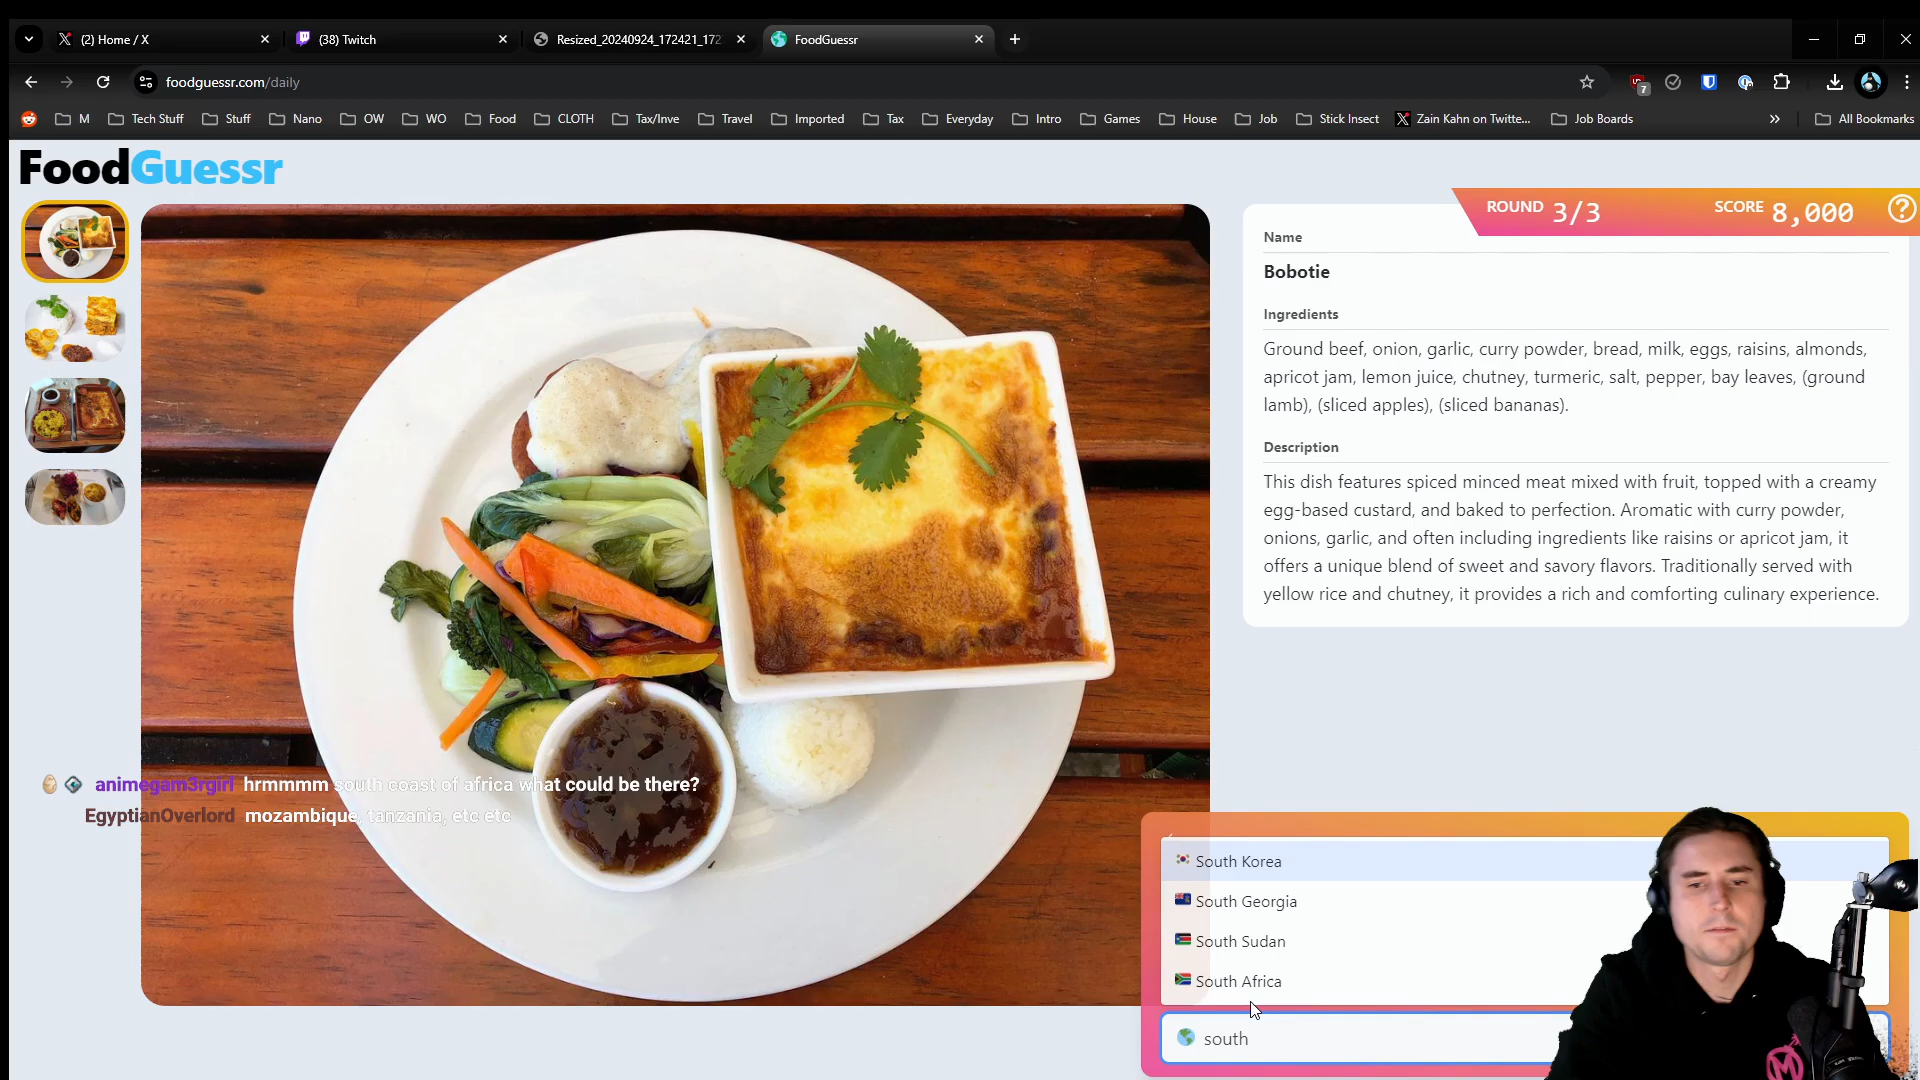 (2) Home / X
(38) Twitch
Resized_20240924_172421_172
FoodGuessr
foodguessr.com/daily
7
M
Tech Stuff
Stuff
Nano
OW
WO
Food
CLOTH
Tax/Inve
Travel
Imported
Tax
Everyday
Intro
Games
House
Job
Stick Insect
Zain Kahn on Twitte...
Job Boards
All Bookmarks
FoodGuessr
ROUND 3/3
SCORE 8,000
Name
Bobotie
Ingredients
Ground beef, onion, garlic, curry powder, bread, milk, eggs, raisins, almonds,
apricot jam, lemon juice, chutney, turmeric, salt, pepper, bay leaves, (ground
lamb), (sliced apples), (sliced bananas).
Description
This dish features spiced minced meat mixed with fruit, topped with a creamy
egg-based custard, and baked to perfection. Aromatic with curry powder,
onions, garlic, and often including ingredients like raisins or apricot jam, it
offers a unique blend of sweet and savory flavors. Traditionally served with
yellow rice and chutney, it provides a rich and comforting culinary experience.
animegam3rgirl hrmmmm south coast of africa what could be there?
EgyptianOverlord mozambique, tanzania, etc etc
South Korea
South Georgia
South Sudan
South Africa
south